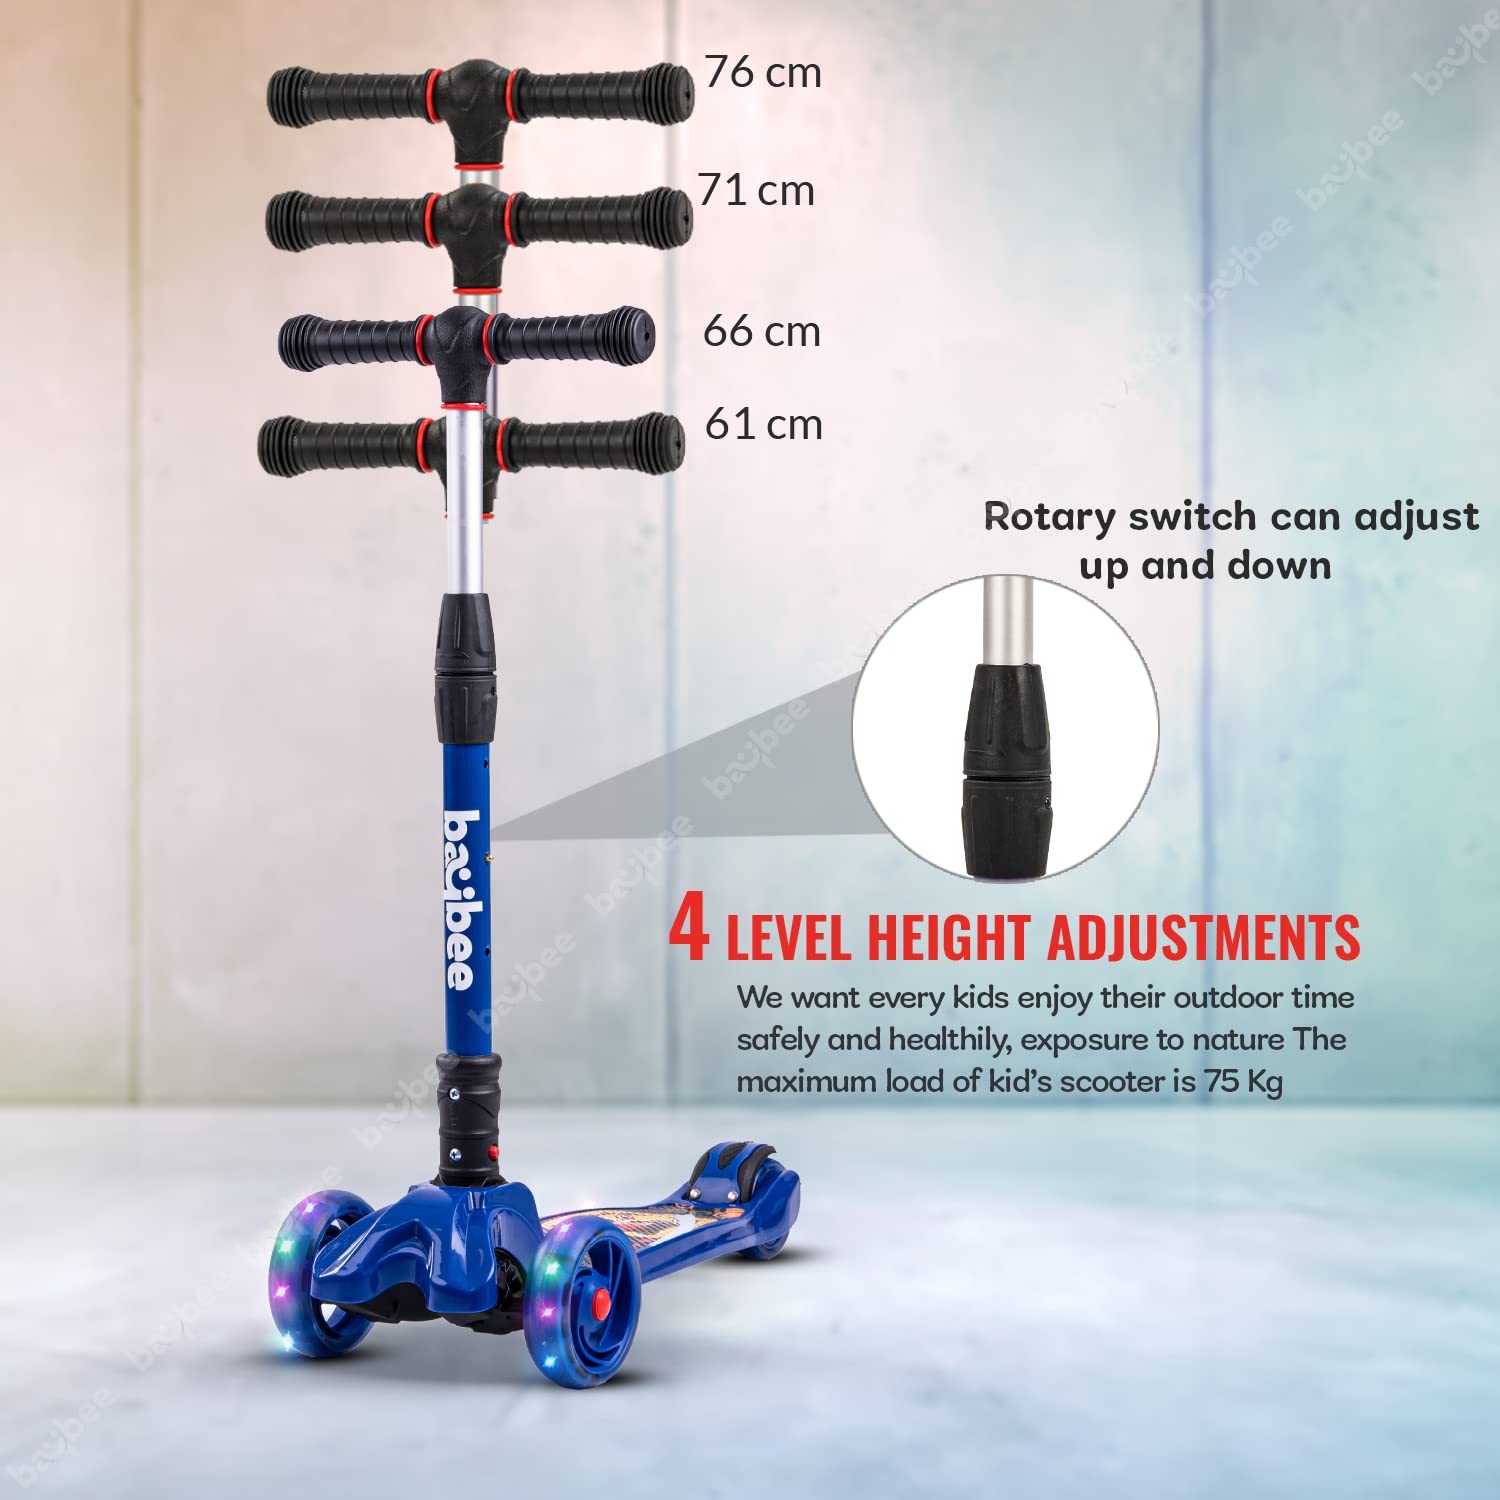 76 cm
71 cm
66 cm
61 cm
Rotary switch can adjust
up and down
baybee
4 LEVEL HEIGHT ADJUSTMENTS
We want every kids enjoy their outdoor time
safely and healthily, exposure to nature The
maximum load of kid's scooter is 75 Kg